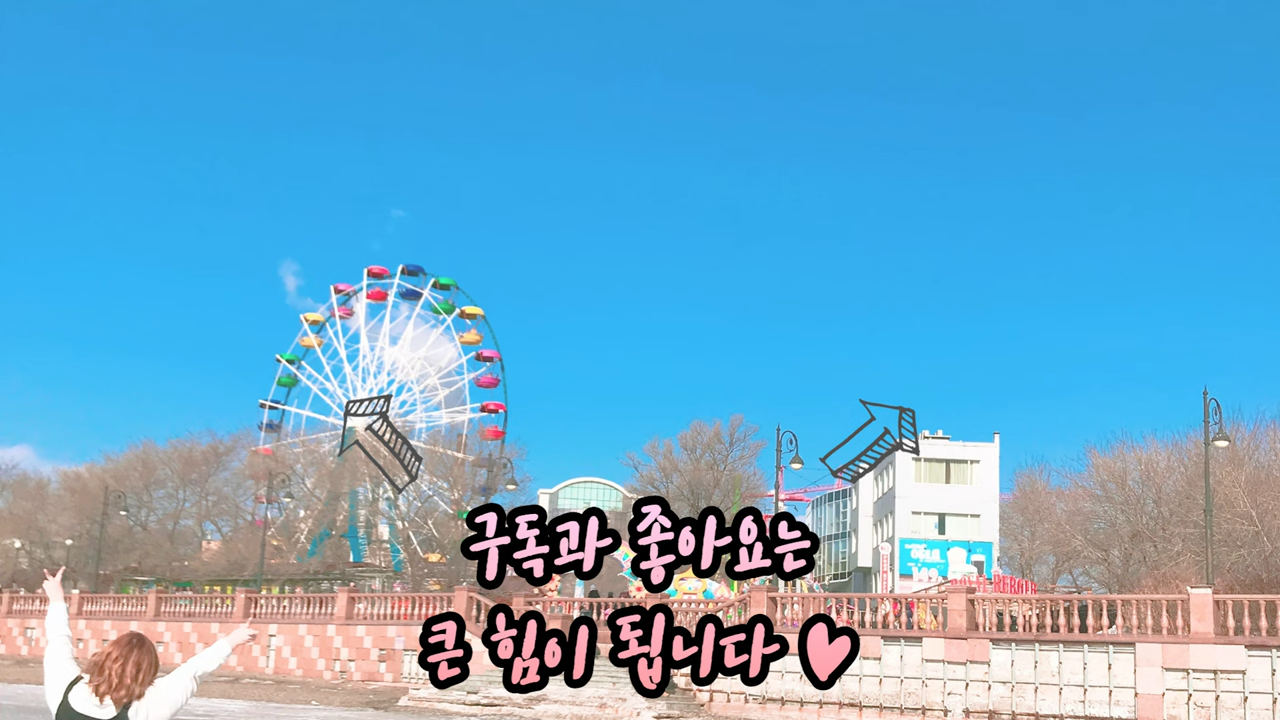 구독과 좋아요는
큰 힘이 됩니다 ♥